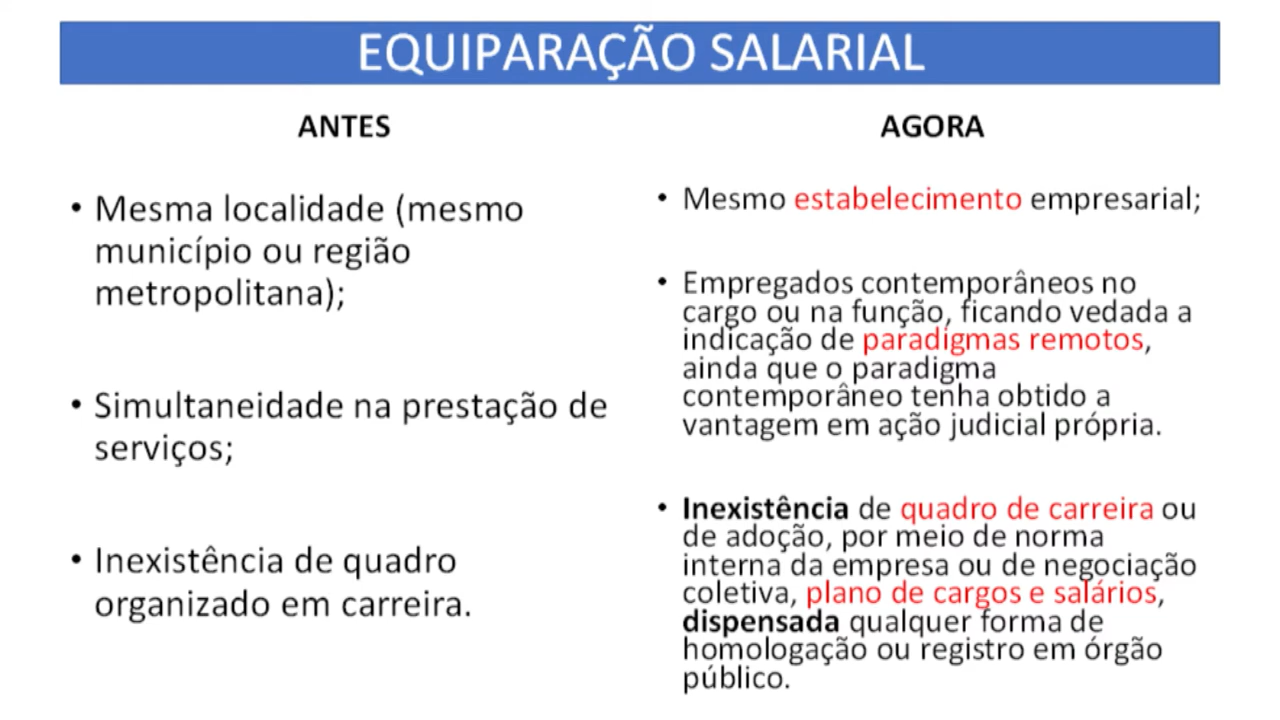 EQUIPARAÇÃO SALARIAL
ANTES
• Mesma localidade (mesmo
município ou região
metropolitana);
• Simultaneidade na prestação de
serviços;
• Inexistência de quadro
organizado em carreira.
AGORA
• Mesmo estabelecimento empresarial;
• Empregados contemporâneos no
cargo ou na função, ficando vedada a
indicação de paradigmas remotos,
ainda que o paradigma
contemporâneo tenha obtido a
vantagem em ação judicial própria.
• Inexistência de quadro de carreira ou
de adoção, por meio de norma
interna da empresa ou de negociação
coletiva, plano de cargos e salários,
dispensada qualquer forma de
homologação ou registro em órgão
público.